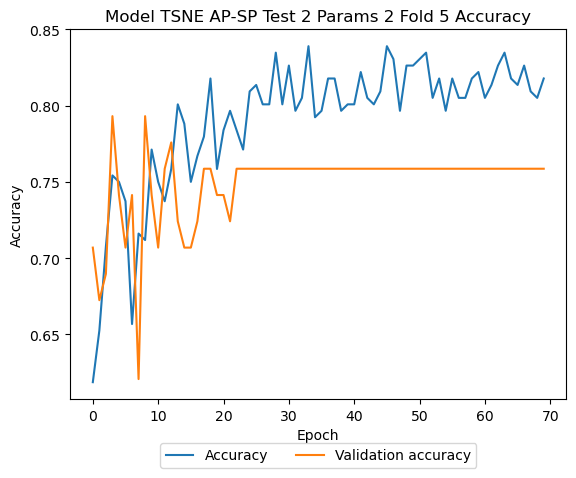 Model TSNE AP-SP Test 2 Params 2 Fold 5 Accuracy
0.85
0.80
0.75
0.70
0.65
Accuracy
0 10 20 30 40 50 60 70
Epoch
Accuracy Validation accuracy